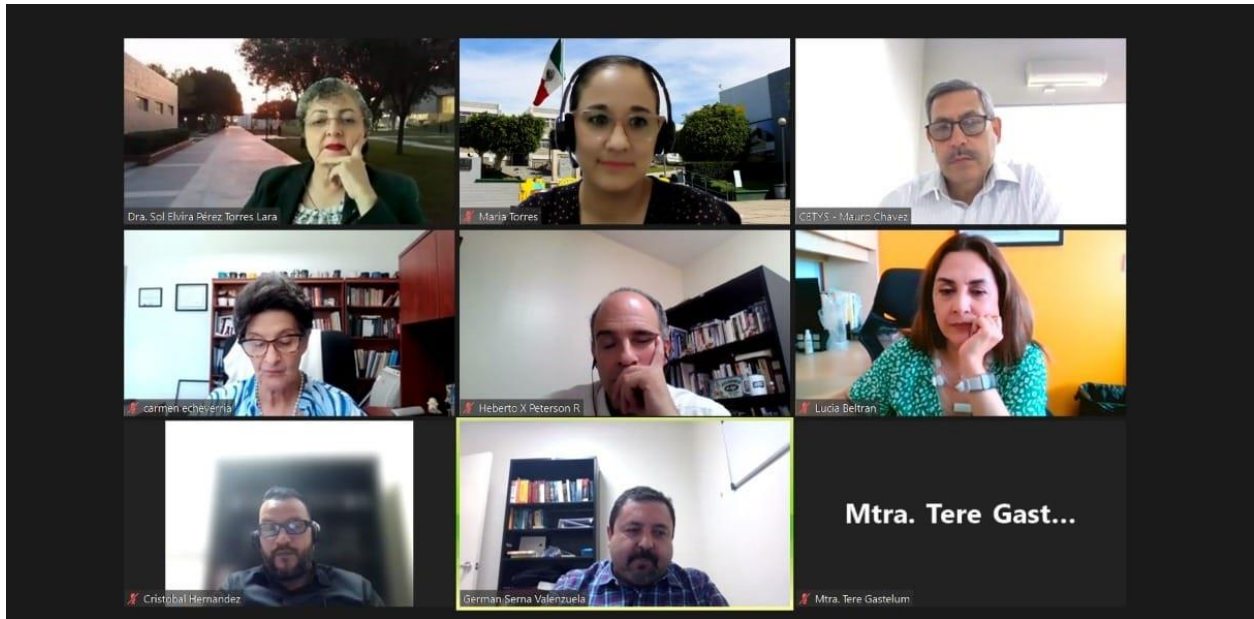 Dra. Sol Elvira Pérez Torres Lara
Maria Torres
CETYS - Mauro Chavez
carmen echeverria
Heberto X Peterson R
Lucia Beltran
Cristobal Hernandez
German Serna Valenzuela
Mtra. Tere Gast...
Mtra. Tere Gastelum